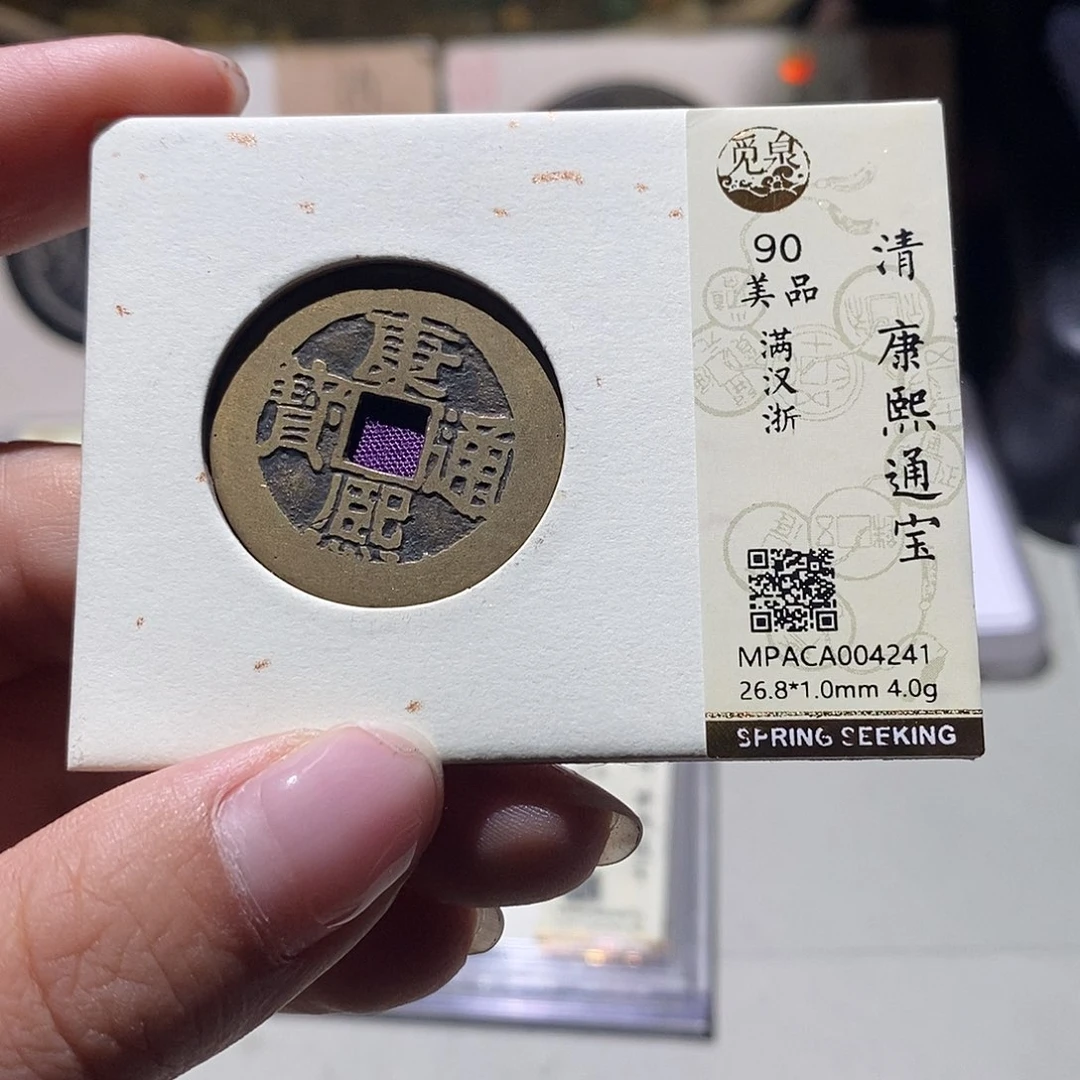 康熙通寶
觅泉
90
美品
满汉浙
清 康熙通宝
MPACA004241
26.8*1.0mm 4.0g
SPRING SEEKING